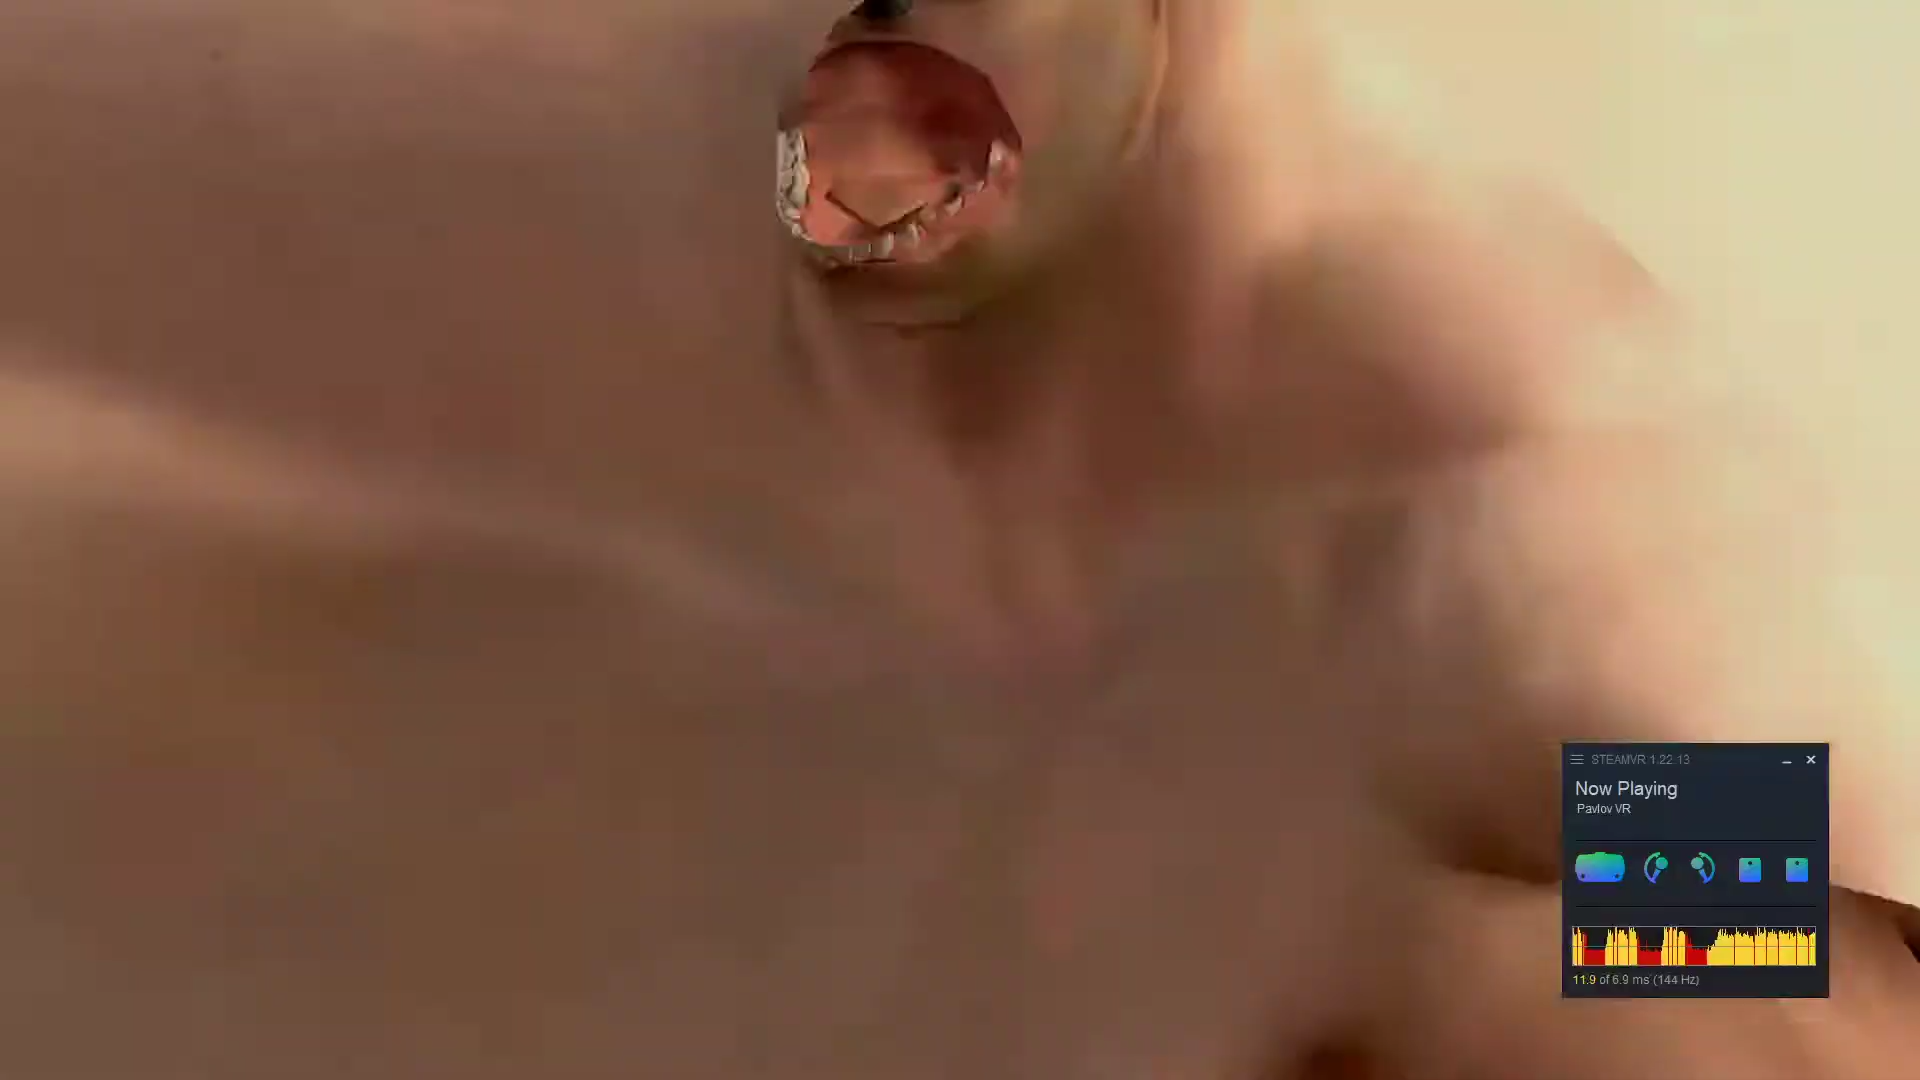 STEAMVR 1.22.13
Now Playing
Pavlov VR
11.9 of 6.9 ms (144 Hz)